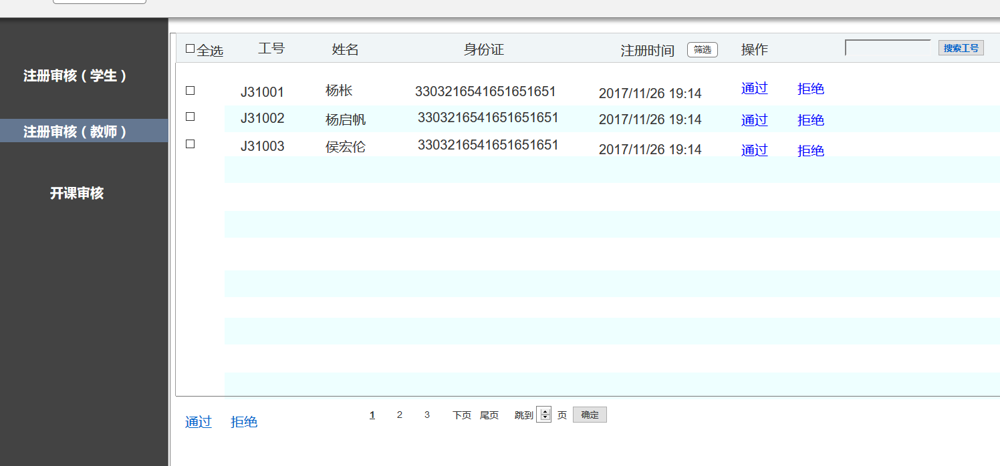 注册审核（学生）
注册审核（教师）
开课审核
全选 工号 姓名 身份证 注册时间 筛选 操作 搜索工号
J31001 杨枨 3303216541651651651 2017/11/26 19:14 通过 拒绝
J31002 杨启帆 3303216541651651651 2017/11/26 19:14 通过 拒绝
J31003 侯宏伦 3303216541651651651 2017/11/26 19:14 通过 拒绝
通过 拒绝 1 2 3 下页 尾页 跳到 页 确定